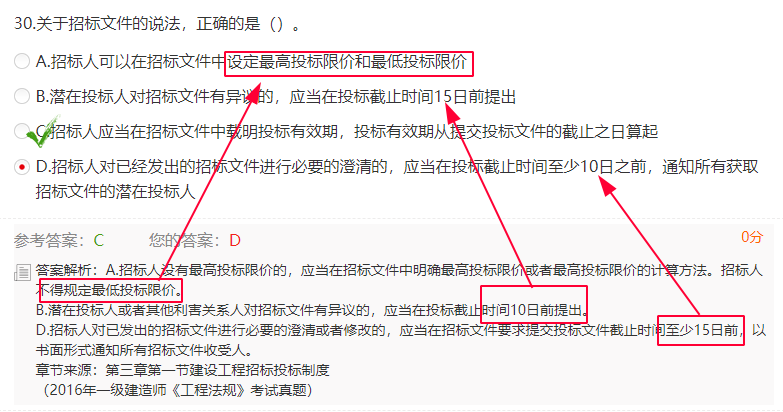 30.关于招标文件的说法，正确的是（）。
A.招标人可以在招标文件中设定最高投标限价和最低投标限价
B.潜在投标人对招标文件有异议的，应当在投标截止时间15日前提出
C.招标人应当在招标文件中载明投标有效期，投标有效期从提交投标文件的截止之日算起
D.招标人对已经发出的招标文件进行必要的澄清的，应当在投标截止时间至少10日之前，通知所有获取
招标文件的潜在投标人
参考答案：C 您的答案：D 0分
答案解析：A.招标人设有最高投标限价的，应当在招标文件中明确最高投标限价或者最高投标限价的计算方法。招标人
不得规定最低投标限价。
B.潜在投标人或者其他利害关系人对招标文件有异议的，应当在投标截止时间10日前提出。
D.招标人对已发出的招标文件进行必要的澄清或者修改的，应当在招标文件要求提交投标文件截止时间至少15日前，以
书面形式通知所有招标文件收受人。
章节来源：第三章第一节建设工程招标投标制度
（2016年一级建造师《工程法规》考试真题）